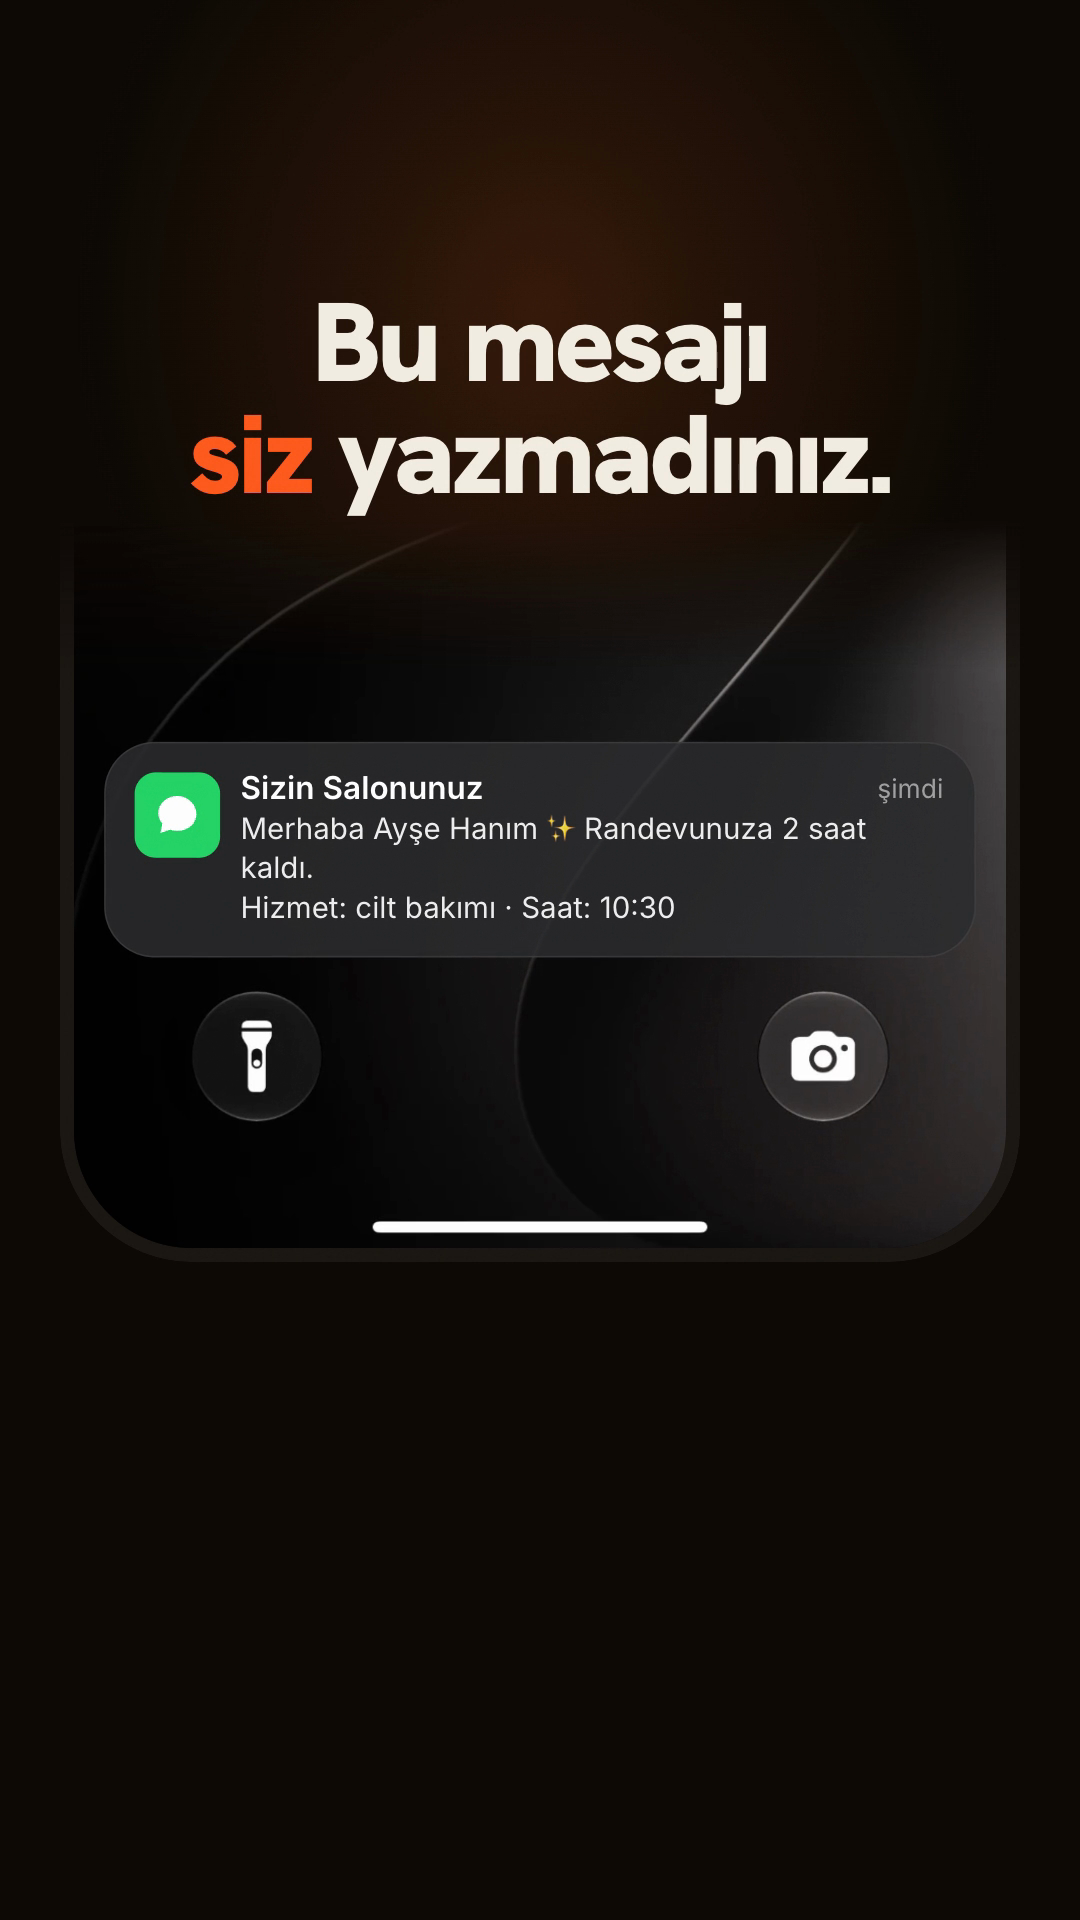 Bu mesajı
siz yazmadınız.
Sizin Salonunuz
şimdi
Merhaba Ayşe Hanım ✨ Randevunuza 2 saat
kaldı.
Hizmet: cilt bakımı · Saat: 10:30